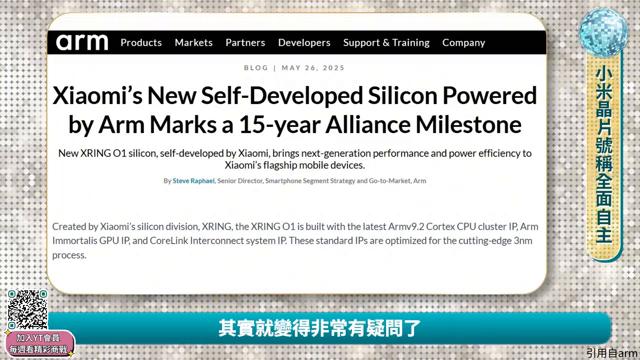 arm Products Markets Partners Developers Support & Training Company
BLOG | MAY 26, 2025
Xiaomi's New Self-Developed Silicon Powered
by Arm Marks a 15-year Alliance Milestone
New XRING O1 silicon, self-developed by Xiaomi, brings next-generation performance and power efficiency to
Xiaomi's flagship mobile devices.
By Steve Raphael, Senior Director, Smartphone Segment Strategy and Go-to-Market, Arm
Created by Xiaomi's silicon division, XRING, the XRING O1 is built with the latest Armv9.2 Cortex CPU cluster IP, Arm
Immortalis GPU IP, and CoreLink Interconnect system IP. These standard IPs are optimized for the cutting-edge 3nm
process.
小米晶片號稱全面自主
其實就變得非常有疑問了
加入YT會員
每週看精彩商戰
引用自arm